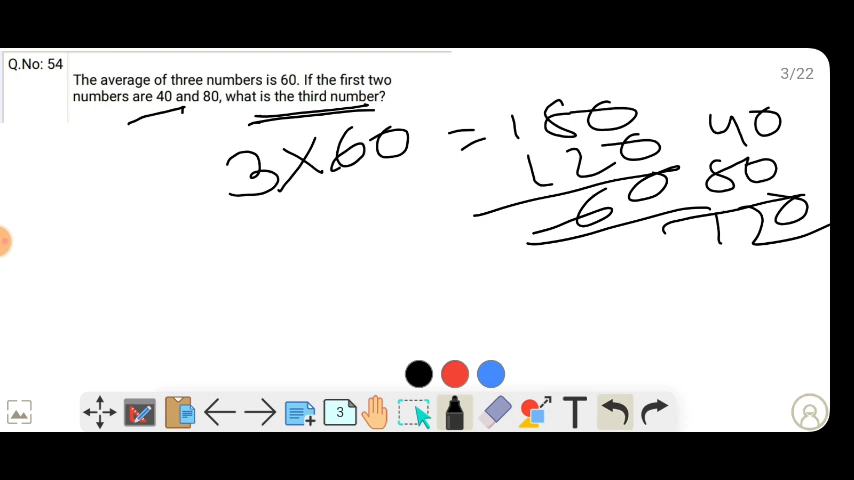 Q.No: 54
The average of three numbers is 60. If the first two
numbers are 40 and 80, what is the third number?
3/22
3 X 60 = 180
120
60
40
80
120
3
T